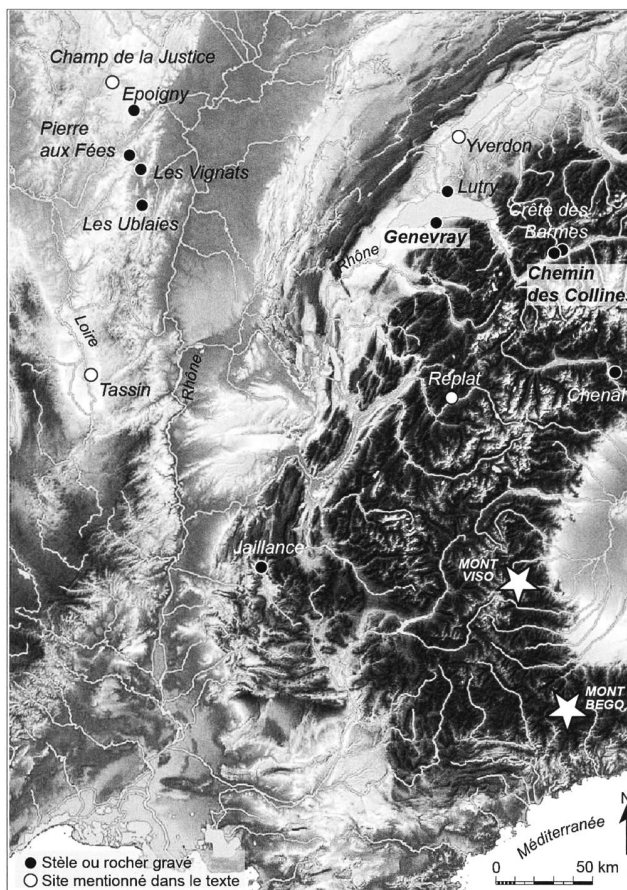 Champ de la Justice
Epoigny
Pierre
aux Fées
Les Vignats
Les Ublaies
Yverdon
Lutry
Genevray
Crête des
Barmes
Chemin
des Collines
Rhône
Loire
Rhône
Tassin
Replat
Chenal
Jaillance
MONT
VISO
MONT
BEGO
Méditerranée
N
Stèle ou rocher gravé
Site mentionné dans le texte
0
50 km